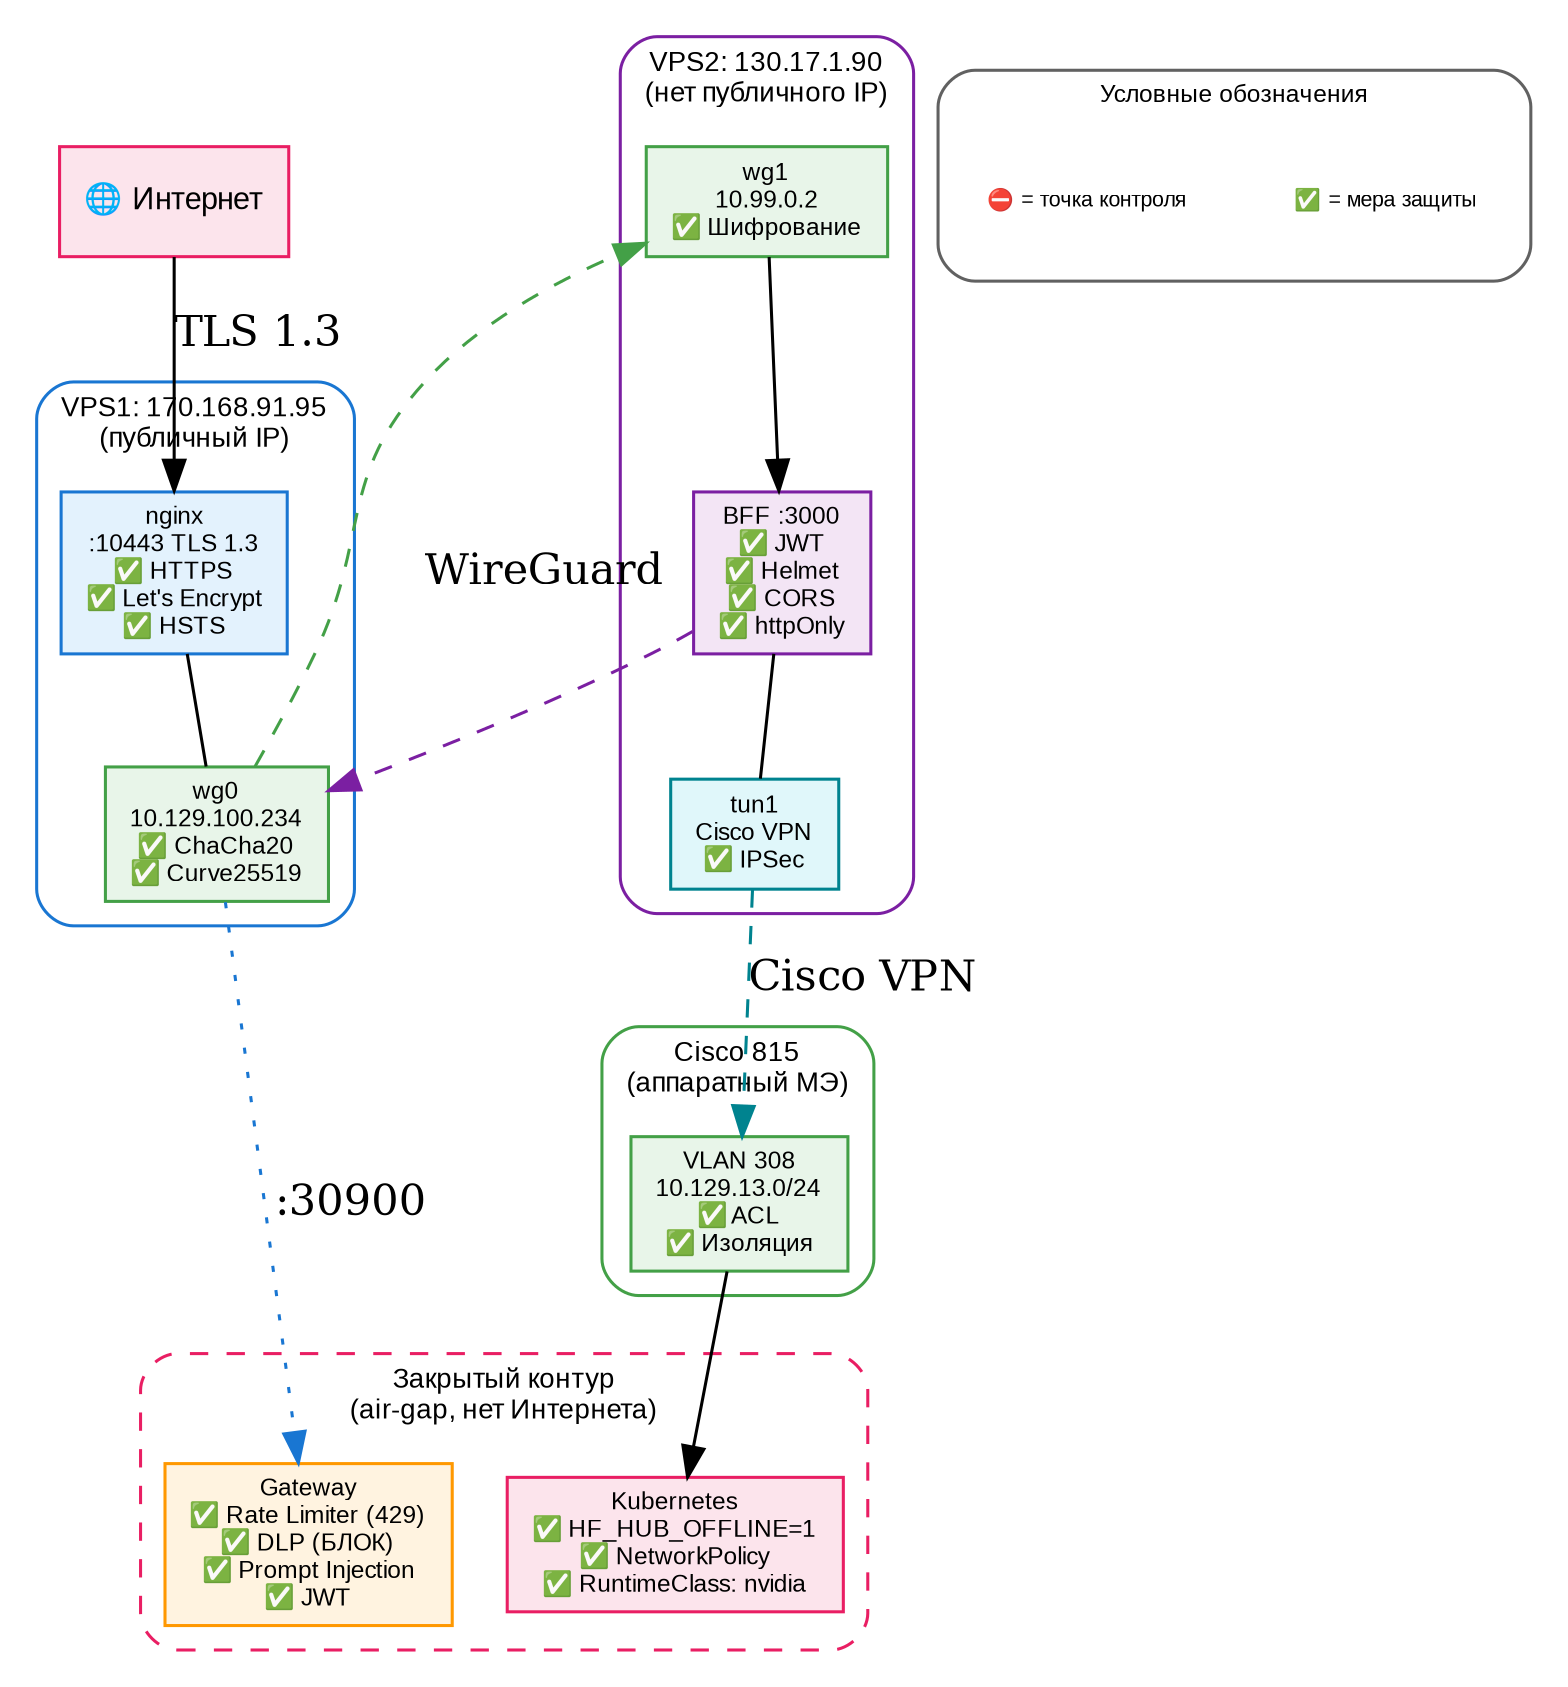 VPS2: 130.17.1.90
(нет публичного IP)
Условные обозначения
🌐 Интернет
wg1
10.99.0.2
✅ Шифрование
⛔ = точка контроля
✅ = мера защиты
TLS 1.3
VPS1: 170.168.91.95
(публичный IP)
nginx
:10443 TLS 1.3
✅ HTTPS
✅ Let's Encrypt
✅ HSTS
WireGuard
BFF :3000
✅ JWT
✅ Helmet
✅ CORS
✅ httpOnly
wg0
10.129.100.234
✅ ChaCha20
✅ Curve25519
tun1
Cisco VPN
✅ IPSec
Cisco VPN
Cisco 815
(аппаратный МЭ)
VLAN 308
10.129.13.0/24
✅ ACL
✅ Изоляция
:30900
Закрытый контур
(air-gap, нет Интернета)
Gateway
✅ Rate Limiter (429)
✅ DLP (БЛОК)
✅ Prompt Injection
✅ JWT
Kubernetes
✅ HF_HUB_OFFLINE=1
✅ NetworkPolicy
✅ RuntimeClass: nvidia